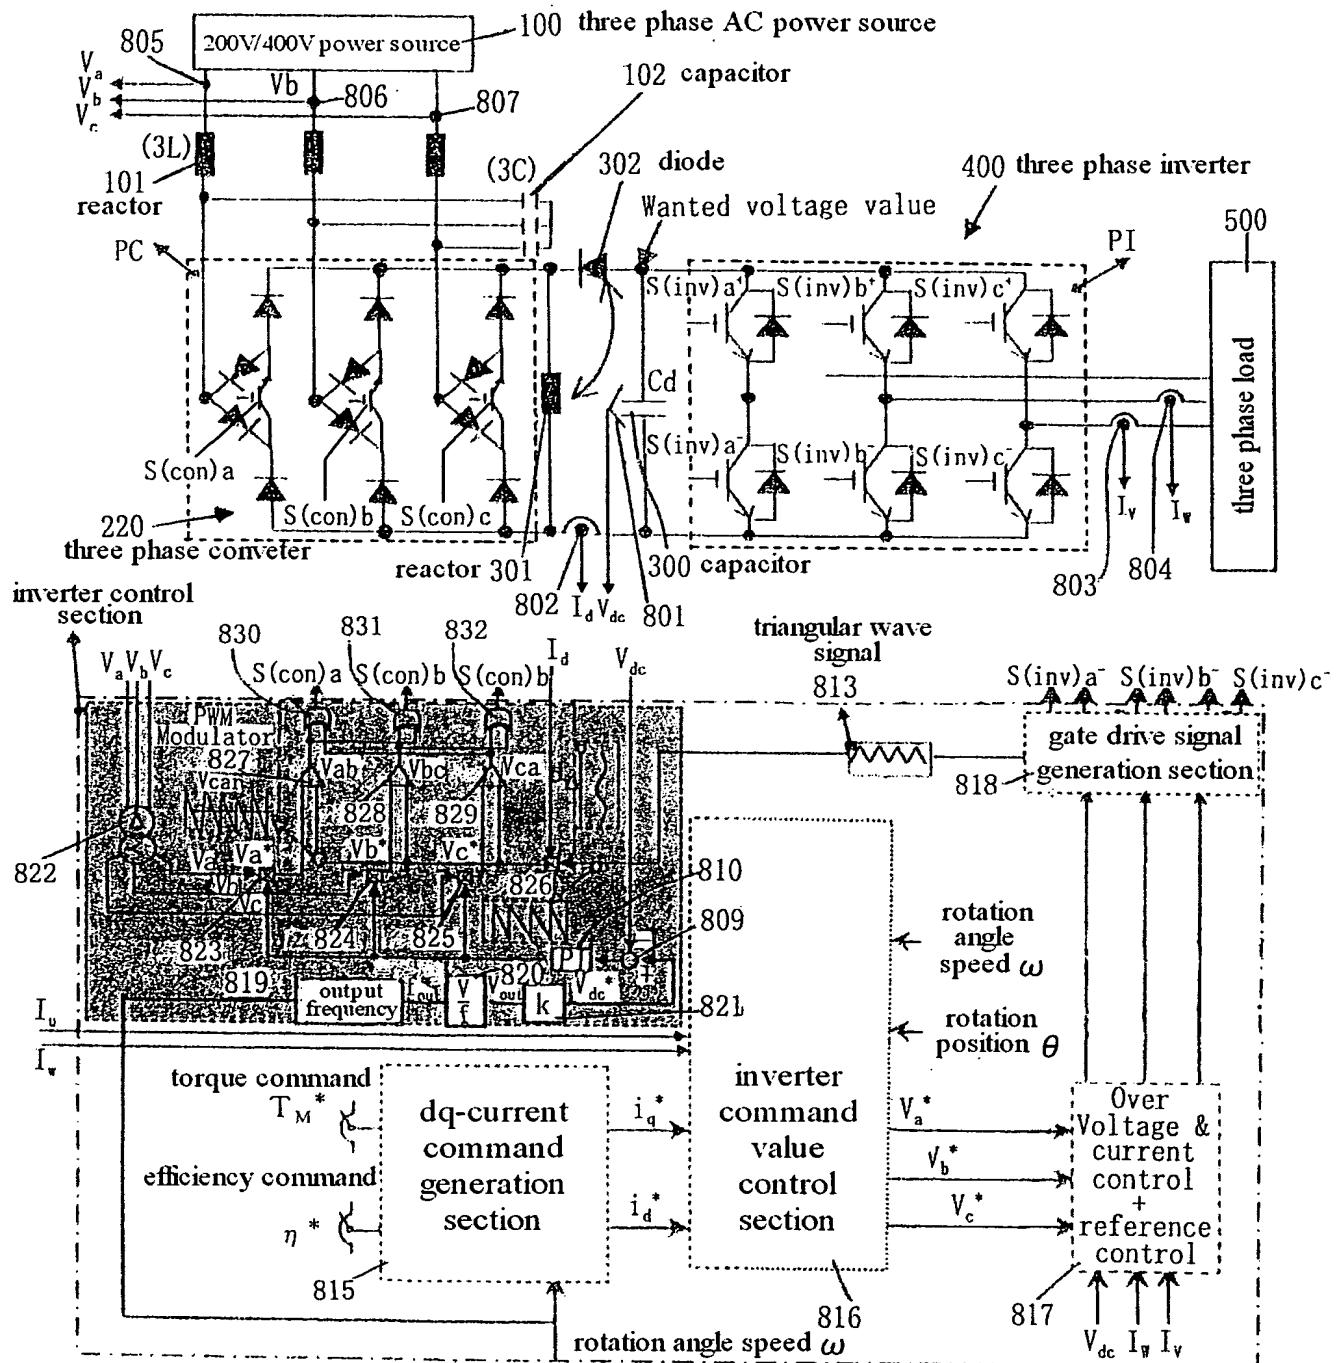 805
200V/400V power source
100 three phase AC power source
Va
Vb
Vc
Vb
806
807
102 capacitor
(3L)
101
reactor
(3C)
302 diode
Wanted voltage value
400 three phase inverter
500
PC
PI
S(inv)a⁺
S(inv)b⁺
S(inv)c⁺
Cd
three phase load
S(con)a
S(con)b
S(con)c
S(inv)a⁻
S(inv)b⁻
S(inv)c⁻
220
three phase conveter
reactor 301
802
Id
Vdc
300 capacitor
801
803
Iv
804
Iw
inverter control
section
830
831
832
Va Vb Vc
S(con)a
S(con)b
S(con)b
Id
Vdc
triangular wave
signal
813
S(inv)a⁻
S(inv)b⁻
S(inv)c⁻
PWM
Modulator
827
Vcan
Vab
Vbc
Vca
828
829
gate drive signal
generation section
818
822
Va
Va*
Vb*
Vc*
Vb
Vc
826
810
809
823
824
825
819
820
PI
output
frequency
V
f
Vout
k
Vdc*
821
rotation
angle
speed ω
rotation
position θ
Iu
Iw
torque command
TM*
efficiency command
η*
dq-current
command
generation
section
815
iq*
id*
inverter
command
value
control
section
816
Va*
Vb*
Vc*
Over
Voltage &
current
control
+
reference
control
817
Vdc Iw Iv
rotation angle speed ω